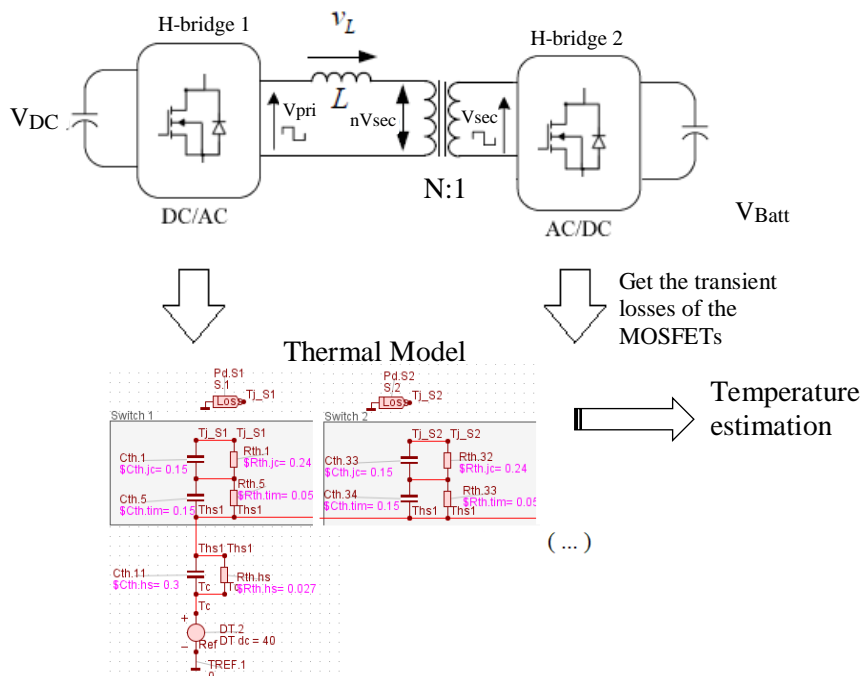 H-bridge 1
v_L
H-bridge 2
V_DC
Vpri
L
nVsec
Vsec
N:1
DC/AC
AC/DC
V_Batt
Get the transient
losses of the
MOSFETs
Thermal Model
Temperature
estimation
Pd.S1
S.1
Loss
Tj_S1
Pd.S2
S.2
Loss
Tj_S2
Switch 1
Tj_S1 Tj_S1
Cth.1
$Cth.jc= 0.15
Rth.1
$Rth.jc= 0.24
Cth.5
$Cth.tim= 0.15
Rth.5
$Rth.tim= 0.05
Ths1 Ths1
Switch 2
Tj_S2 Tj_S2
Cth.33
$Cth.jc= 0.15
Rth.32
$Rth.jc= 0.24
Cth.34
$Cth.tim= 0.15
Rth.33
$Rth.tim= 0.05
Ths1 Ths1
(...)
Ths1 Ths1
Cth.11
$Cth.hs= 0.3
Rth.hs
$Rth.hs= 0.027
Tc Tc
Tc
+
DT.2
DT dc = 40
−
Ref
TREF.1